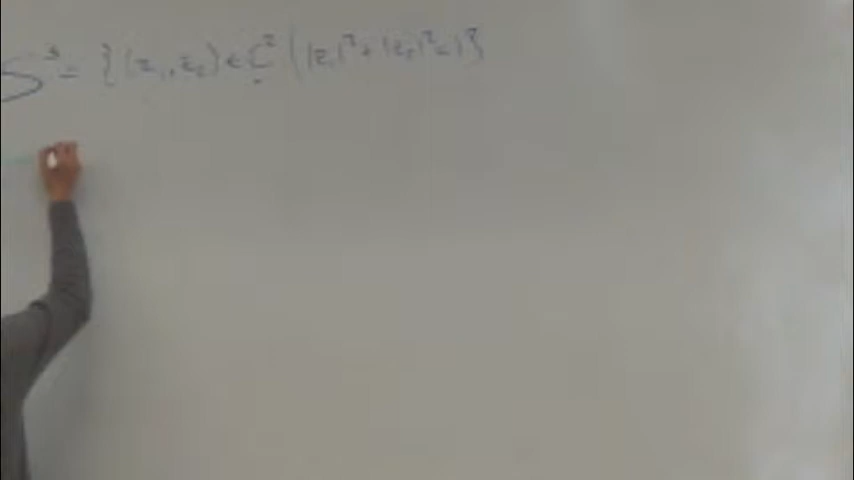 S³ = {(z₁, z₂) ∈ ℂ² ( |z₁|² + |z₂|² = 1 }